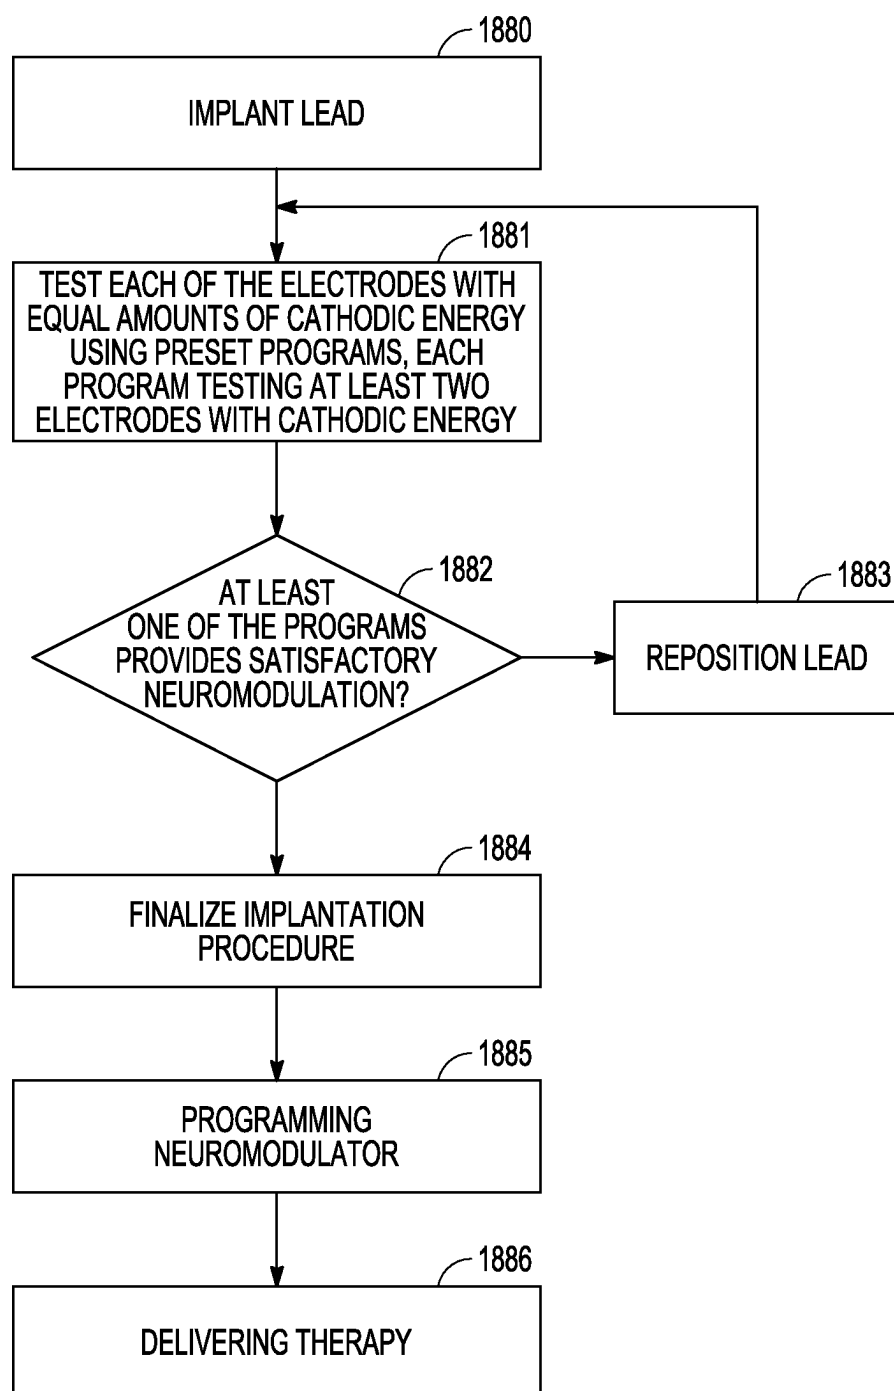 1880
IMPLANT LEAD
1881
TEST EACH OF THE ELECTRODES WITH
EQUAL AMOUNTS OF CATHODIC ENERGY
USING PRESET PROGRAMS, EACH
PROGRAM TESTING AT LEAST TWO
ELECTRODES WITH CATHODIC ENERGY
1882
AT LEAST
ONE OF THE PROGRAMS
PROVIDES SATISFACTORY
NEUROMODULATION?
1883
REPOSITION LEAD
1884
FINALIZE IMPLANTATION
PROCEDURE
1885
PROGRAMMING
NEUROMODULATOR
1886
DELIVERING THERAPY